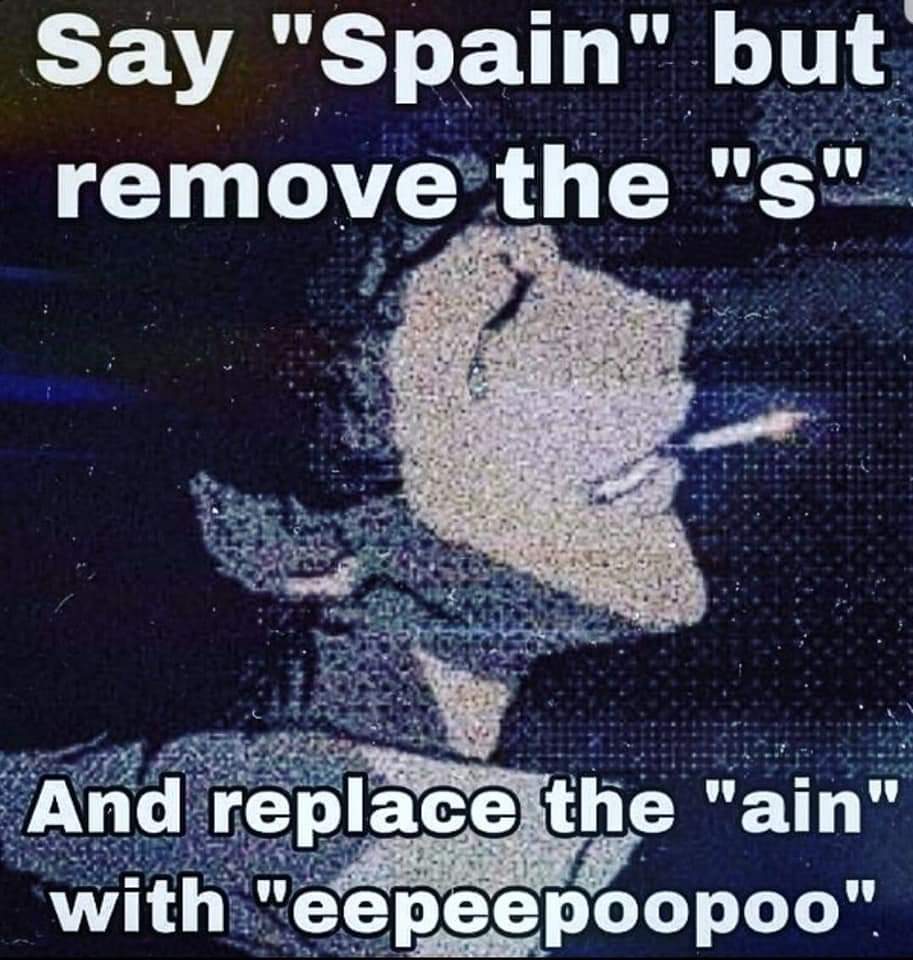 Say "Spain" but
remove the "s"
And replace the "ain"
with "eepeepoopoo".